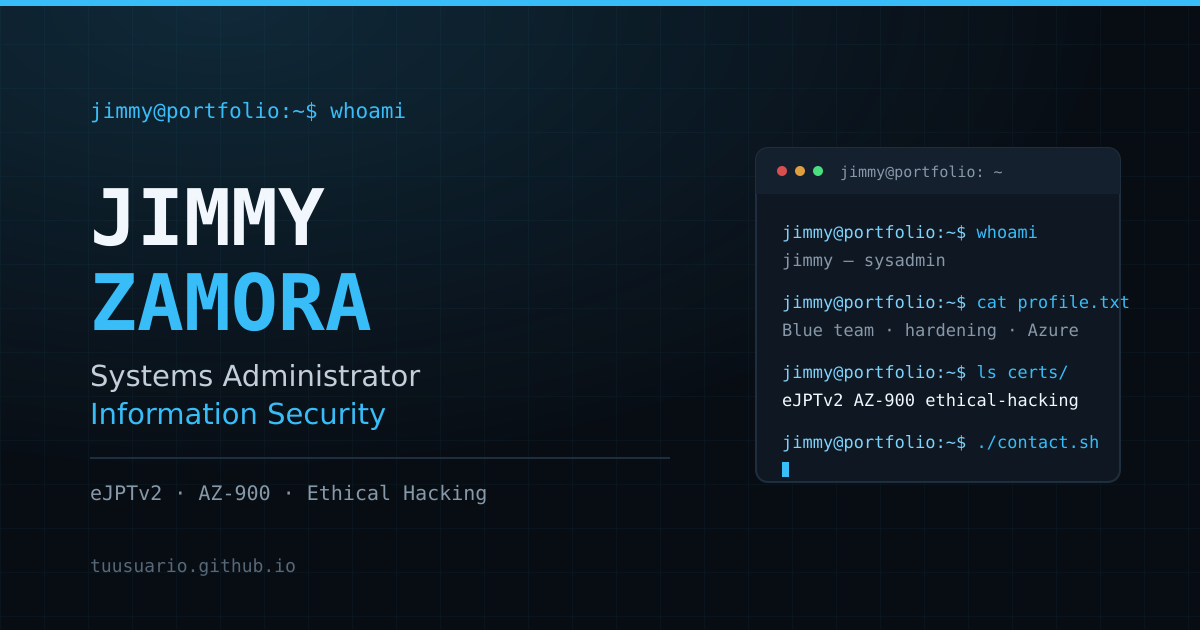 jimmy@portfolio:~$ whoami
JIMMY
ZAMORA
Systems Administrator
Information Security
eJPTv2 · AZ-900 · Ethical Hacking
tuusuario.github.io
jimmy@portfolio: ~
jimmy@portfolio:~$ whoami
jimmy — sysadmin
jimmy@portfolio:~$ cat profile.txt
Blue team · hardening · Azure
jimmy@portfolio:~$ ls certs/
eJPTv2 AZ-900 ethical-hacking
jimmy@portfolio:~$ ./contact.sh